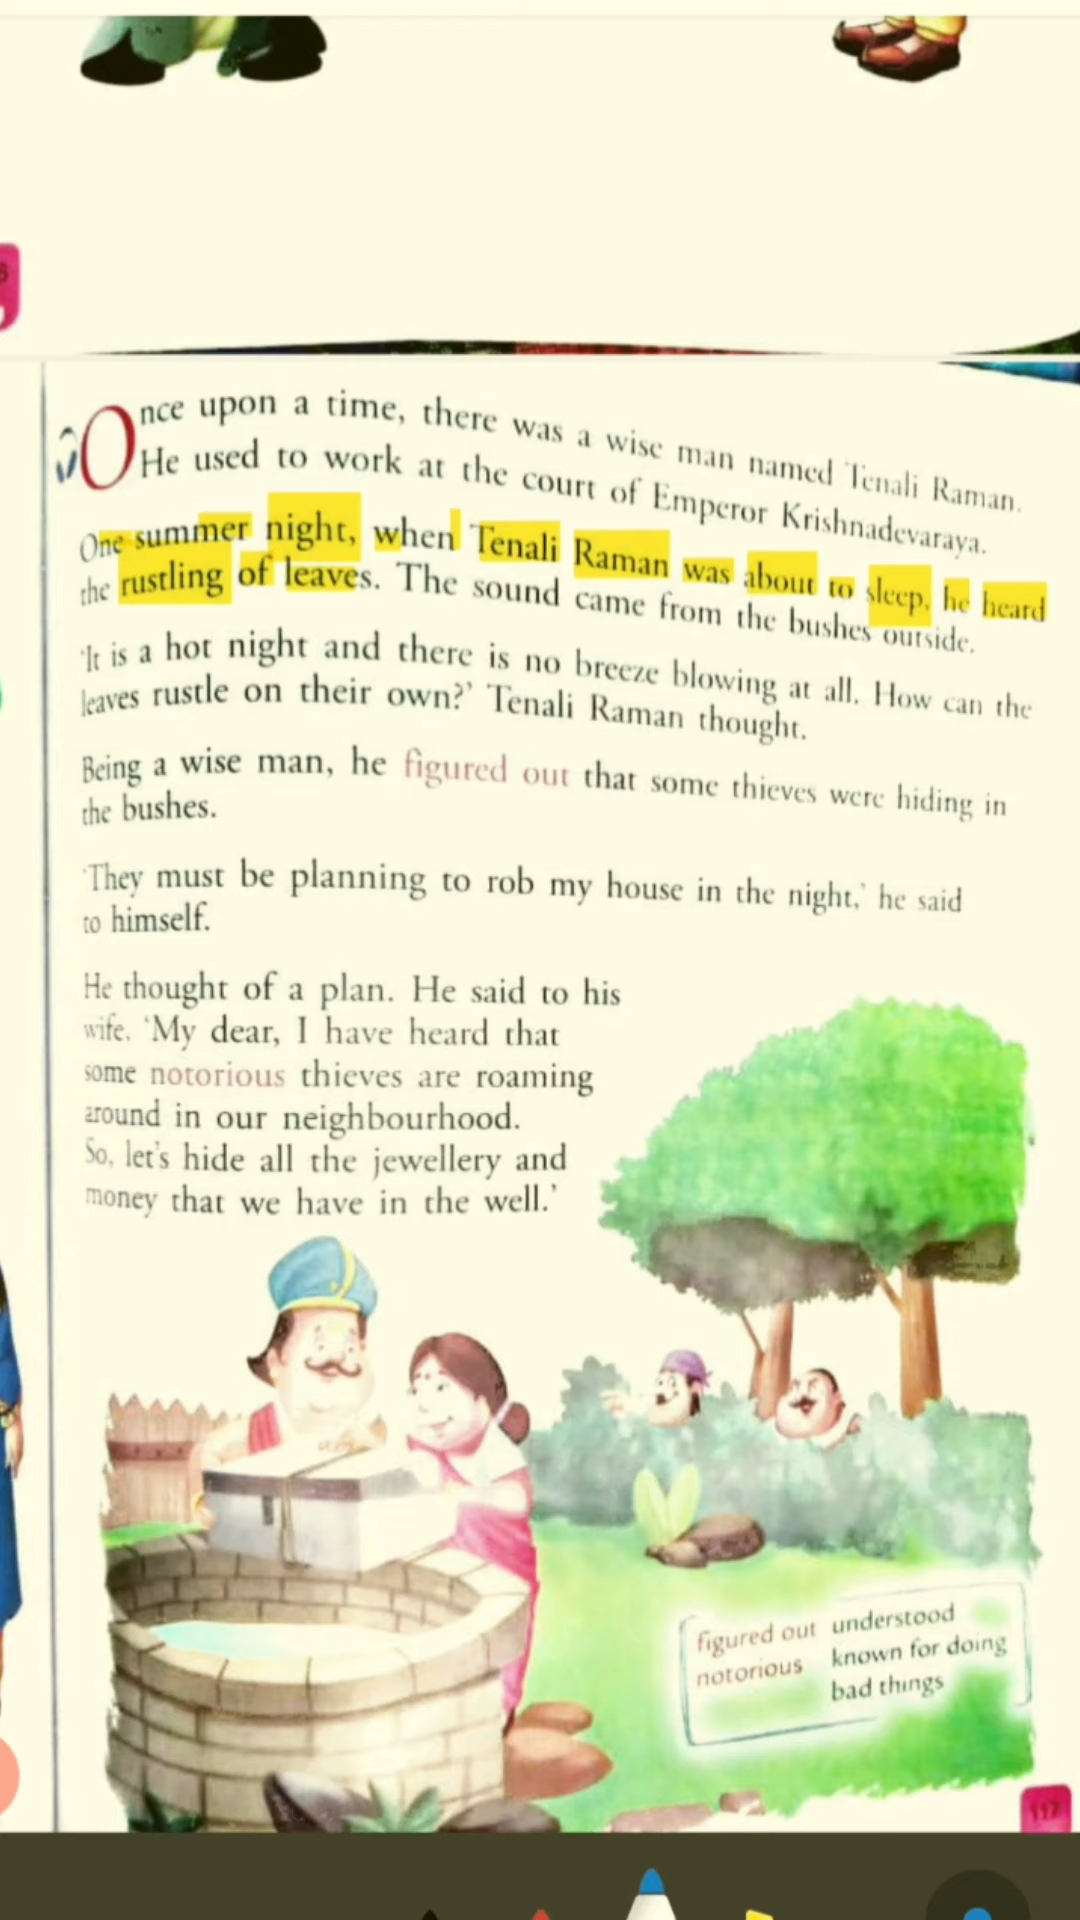 Once upon a time, there was a wise man named Tenali Raman.
He used to work at the court of Emperor Krishnadevaraya.
One summer night, when Tenali Raman was about to sleep, he heard
the rustling of leaves. The sound came from the bushes outside.
'It is a hot night and there is no breeze blowing at all. How can the
leaves rustle on their own?' Tenali Raman thought.
Being a wise man, he figured out that some thieves were hiding in
the bushes.
'They must be planning to rob my house in the night,' he said
to himself.
He thought of a plan. He said to his
wife, 'My dear, I have heard that
some notorious thieves are roaming
around in our neighbourhood.
So, let's hide all the jewellery and
money that we have in the well.'
figured out understood
notorious known for doing
bad things
117